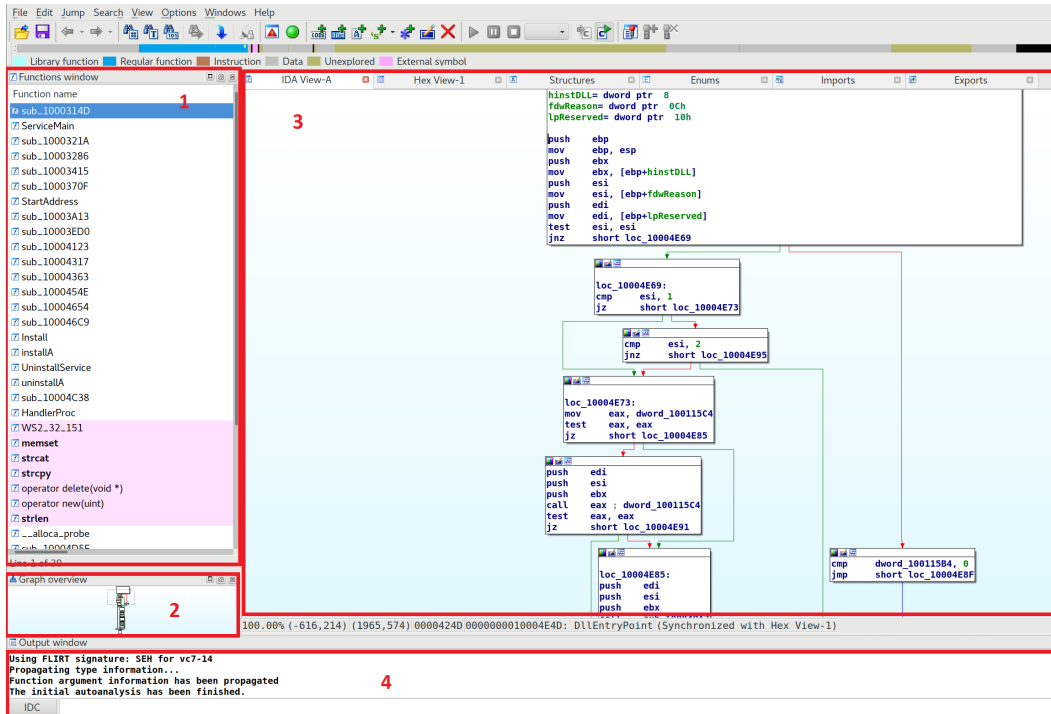 File Edit Jump Search View Options Windows Help
Library function Regular function Instruction Data Unexplored External symbol
Functions window
Function name
1
sub_1000314D
ServiceMain
sub_1000321A
sub_10003286
sub_10003415
sub_1000370F
StartAddress
sub_10003A13
sub_10003ED0
sub_10004123
sub_10004317
sub_10004363
sub_1000454E
sub_10004654
sub_100046C9
Install
installA
UninstallService
uninstallA
sub_10004C38
HandlerProc
WS2_32_151
memset
strcat
strcpy
operator delete(void *)
operator new(uint)
strlen
__alloca_probe
Line 1 of 39
Graph overview
2
IDA View-A Hex View-1 Structures Enums Imports Exports
3
hinstDLL= dword ptr 8
fdwReason= dword ptr 0Ch
lpReserved= dword ptr 10h
push ebp
mov ebp, esp
push ebx
mov ebx, [ebp+hinstDLL]
push esi
mov esi, [ebp+fdwReason]
push edi
mov edi, [ebp+lpReserved]
test esi, esi
jnz short loc_10004E69
loc_10004E69:
cmp esi, 1
jz short loc_10004E73
cmp esi, 2
jnz short loc_10004E95
loc_10004E73:
mov eax, dword_100115C4
test eax, eax
jz short loc_10004E85
push edi
push esi
push ebx
call eax ; dword_100115C4
test eax, eax
jz short loc_10004E91
loc_10004E85:
push edi
push esi
push ebx
cmp dword_100115B4, 0
jmp short loc_10004E8F
100.00% (-616,214) (1965,574) 0000424D 0000000010004E4D: DllEntryPoint (Synchronized with Hex View-1)
Output window
Using FLIRT signature: SEH for vc7-14
Propagating type information...
Function argument information has been propagated
The initial autoanalysis has been finished.
4
IDC